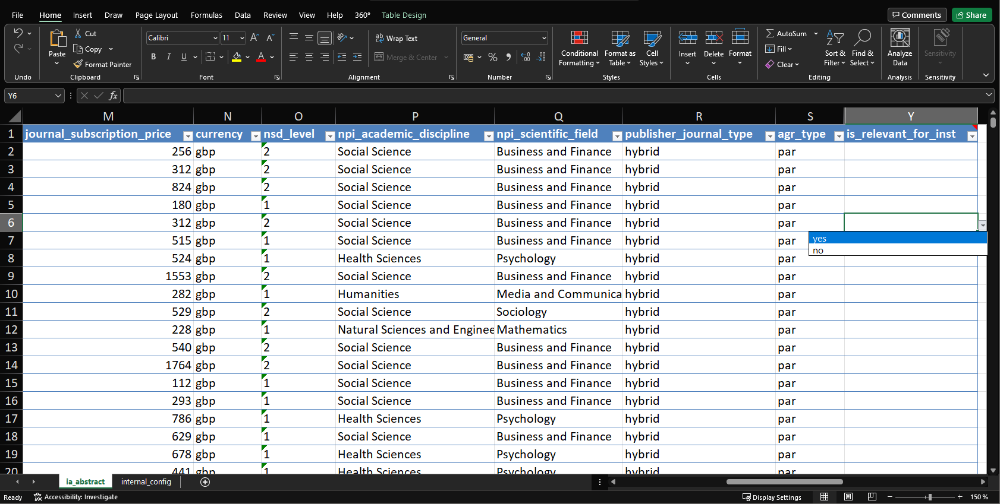 File Home Insert Draw Page Layout Formulas Data Review View Help 360° Table Design Comments Share
Cut
Copy
Format Painter
Paste
Undo Clipboard
Calibri 11 A^ A˅
B I U A
Font
ab Wrap Text
Merge & Center
Alignment
General
% 9
Number
Conditional Formatting
Format as Table
Cell Styles
Styles
Insert Delete Format
Cells
AutoSum
Fill
Clear
Sort & Filter
Find & Select
Editing
Analyze Data
Analysis
Sensitivity
Sensitivity
Y6 fx
M N O P Q R S Y
1 journal_subscription_price currency nsd_level npi_academic_discipline npi_scientific_field publisher_journal_type agr_type is_relevant_for_inst
2 256 gbp 2 Social Science Business and Finance hybrid par
3 312 gbp 2 Social Science Business and Finance hybrid par
4 824 gbp 2 Social Science Business and Finance hybrid par
5 180 gbp 1 Social Science Business and Finance hybrid par
6 312 gbp 2 Social Science Business and Finance hybrid par
7 515 gbp 1 Social Science Business and Finance hybrid par yes
no
8 524 gbp 1 Health Sciences Psychology hybrid par
9 1553 gbp 2 Social Science Business and Finance hybrid par
10 282 gbp 1 Humanities Media and Communica hybrid par
11 529 gbp 2 Social Science Sociology hybrid par
12 228 gbp 1 Natural Sciences and Enginee Mathematics hybrid par
13 540 gbp 2 Social Science Business and Finance hybrid par
14 1764 gbp 2 Social Science Business and Finance hybrid par
15 112 gbp 1 Social Science Business and Finance hybrid par
16 293 gbp 1 Social Science Business and Finance hybrid par
17 786 gbp 1 Health Sciences Psychology hybrid par
18 629 gbp 1 Social Science Business and Finance hybrid par
19 678 gbp 1 Health Sciences Psychology hybrid par
20 441 gbp 1 Health Sciences Psychology hybrid par
ia_abstract internal_config
Ready Accessibility: Investigate Display Settings 150 %